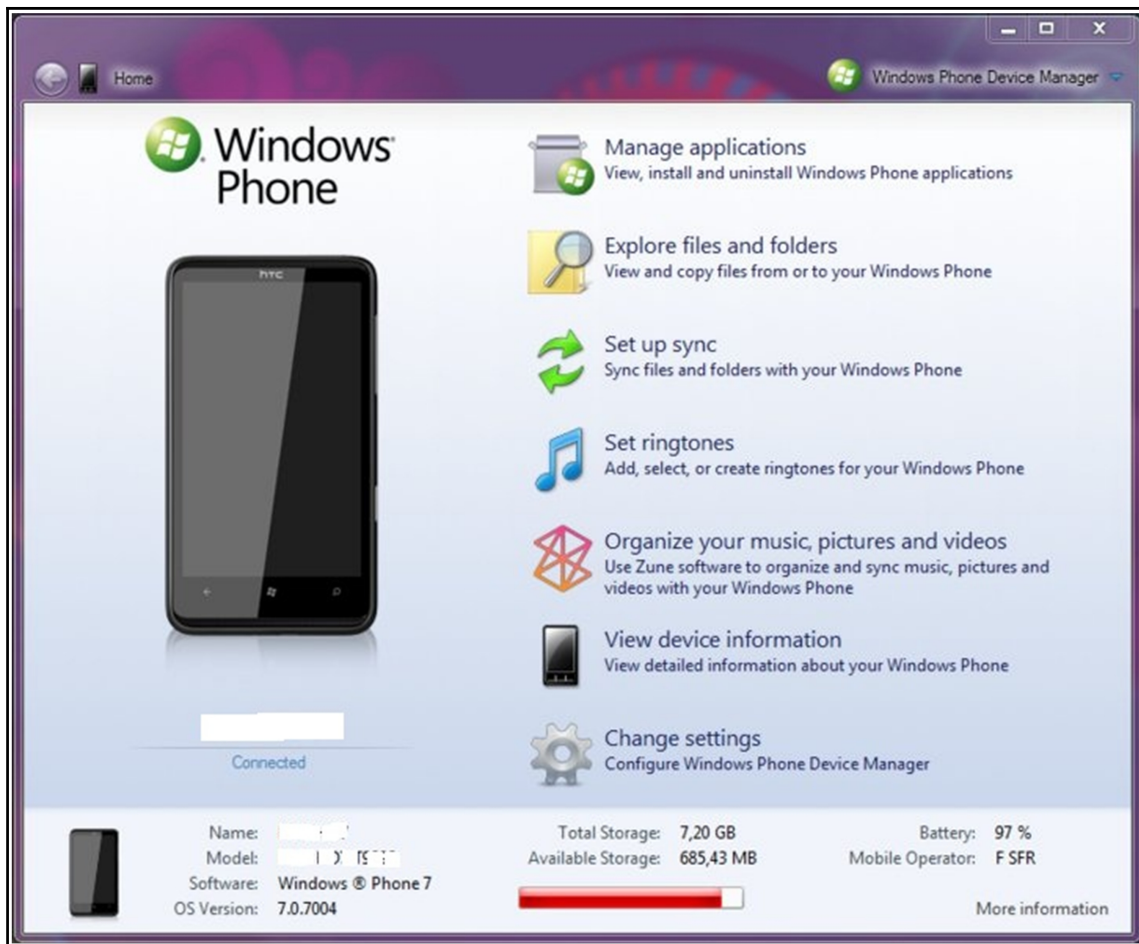 Home
Windows Phone Device Manager
Windows®
Phone
hTC
Manage applications
View, install and uninstall Windows Phone applications
Explore files and folders
View and copy files from or to your Windows Phone
Set up sync
Sync files and folders with your Windows Phone
Set ringtones
Add, select, or create ringtones for your Windows Phone
Organize your music, pictures and videos
Use Zune software to organize and sync music, pictures and
videos with your Windows Phone
View device information
View detailed information about your Windows Phone
Change settings
Configure Windows Phone Device Manager
Connected
Name:
Model:
Software: Windows ® Phone 7
OS Version: 7.0.7004
Total Storage: 7,20 GB
Available Storage: 685,43 MB
Battery: 97 %
Mobile Operator: F SFR
More information